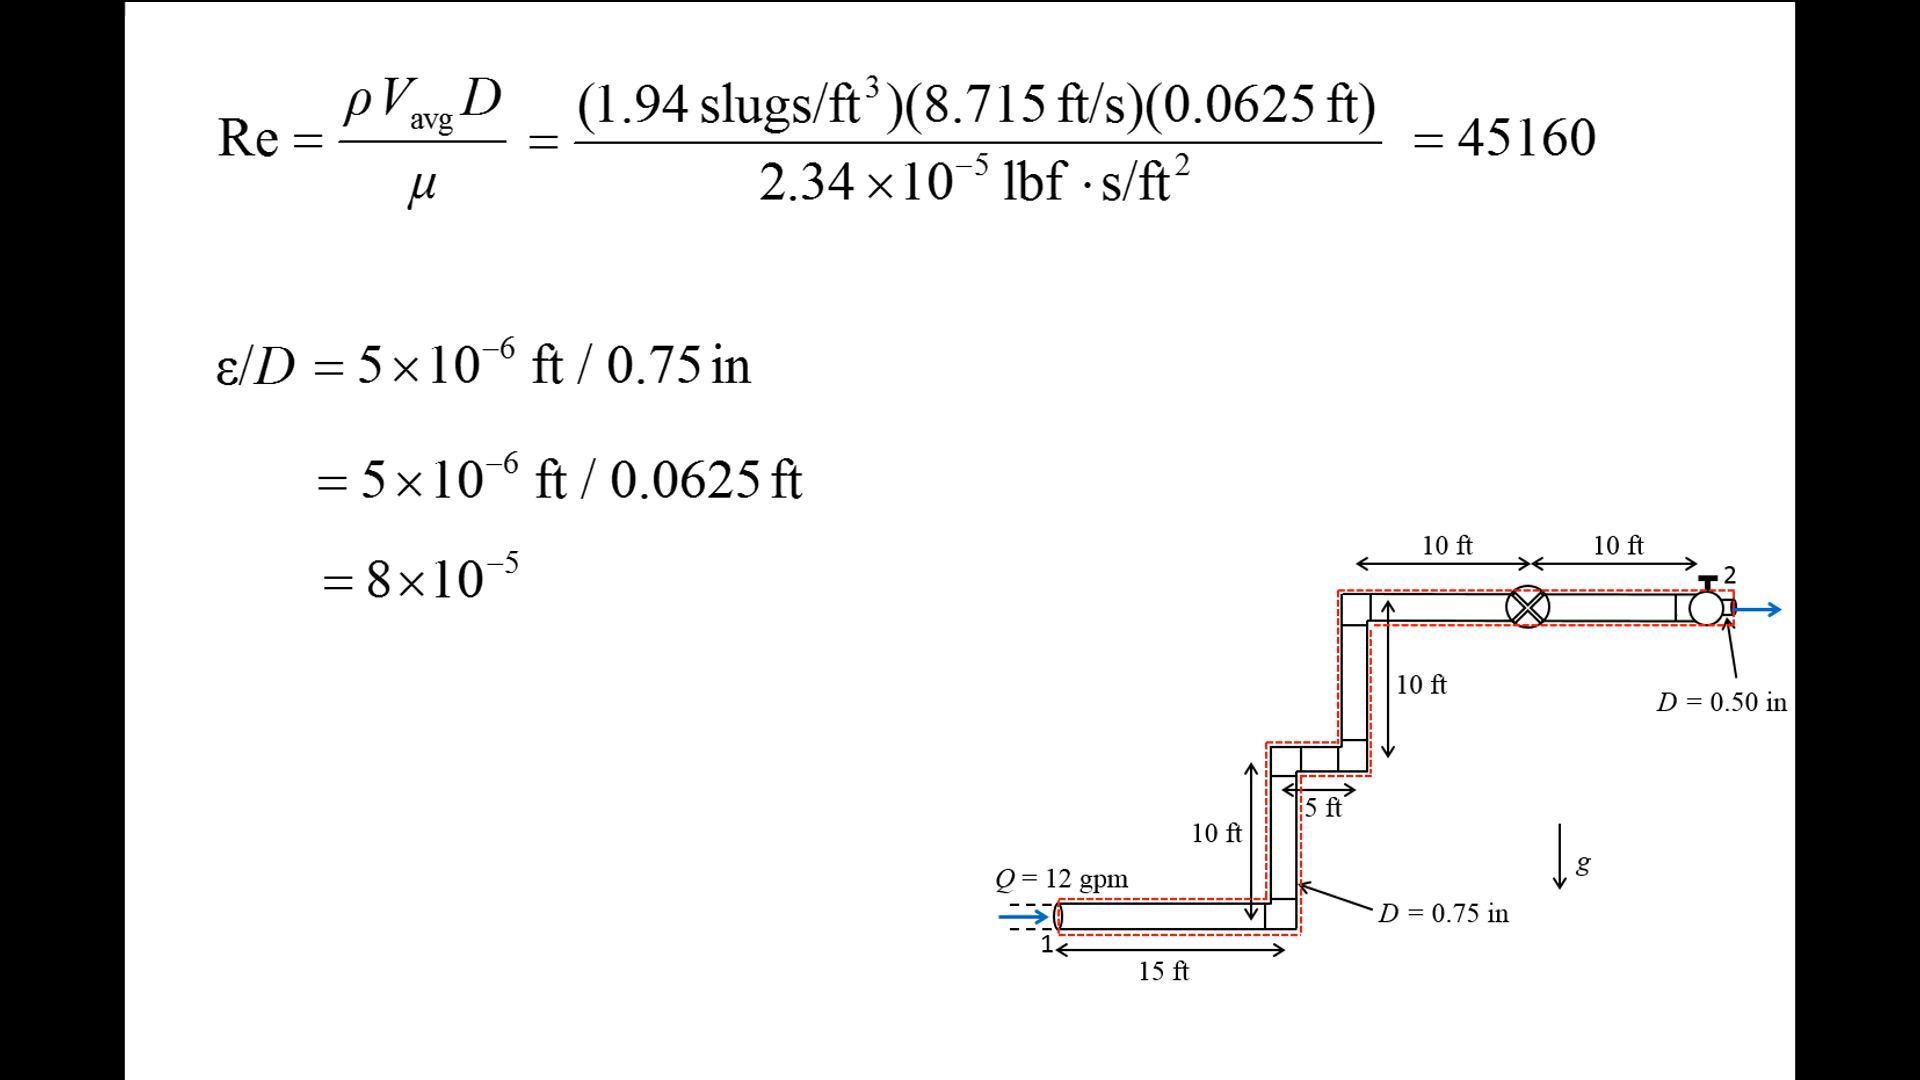 Re = ρV_avg D / μ = (1.94 slugs/ft³)(8.715 ft/s)(0.0625 ft) / 2.34 × 10⁻⁵ lbf · s/ft² = 45160
ε/D = 5 × 10⁻⁶ ft / 0.75 in
= 5 × 10⁻⁶ ft / 0.0625 ft
= 8 × 10⁻⁵
10 ft
10 ft
2
10 ft
D = 0.50 in
5 ft
10 ft
g
Q = 12 gpm
D = 0.75 in
1
15 ft